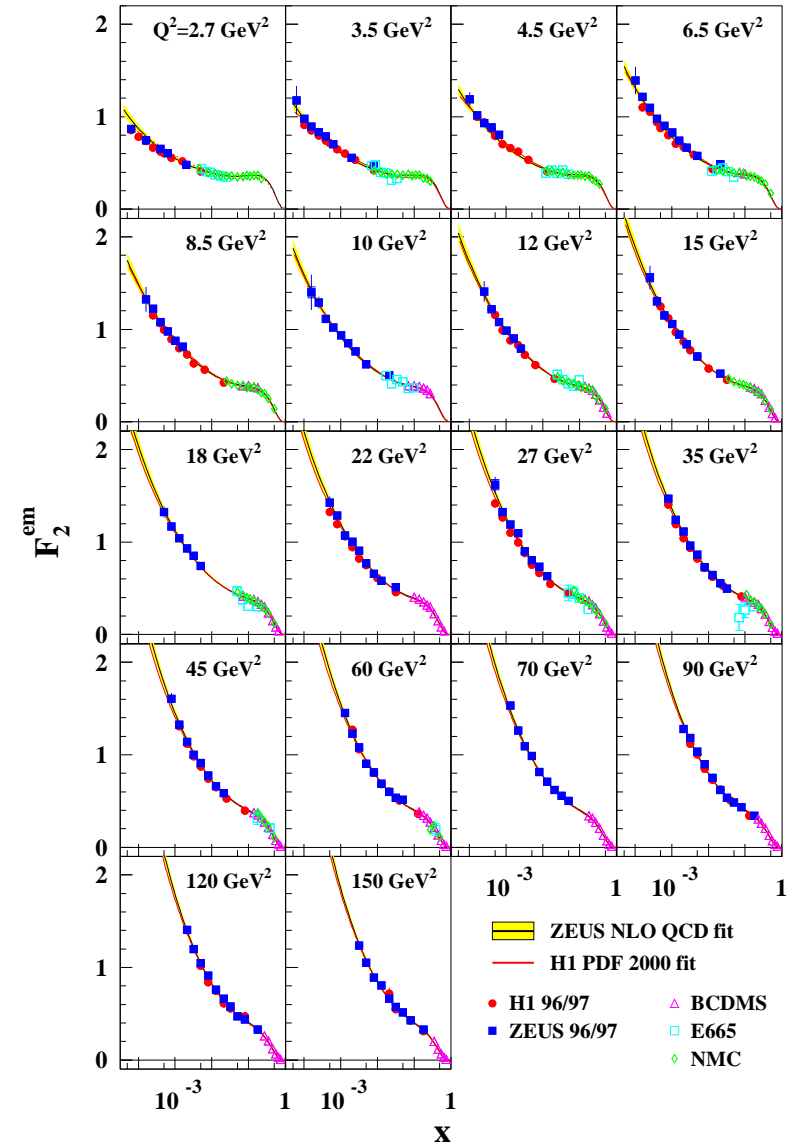 2
1
0
Q²=2.7 GeV²
3.5 GeV²
4.5 GeV²
6.5 GeV²
2
1
0
8.5 GeV²
10 GeV²
12 GeV²
15 GeV²
2
1
0
18 GeV²
22 GeV²
27 GeV²
35 GeV²
F₂ᵉᵐ
2
1
0
45 GeV²
60 GeV²
70 GeV²
90 GeV²
2
1
0
120 GeV²
150 GeV²
10⁻³ 1 10⁻³ 1
ZEUS NLO QCD fit
H1 PDF 2000 fit
H1 96/97
ZEUS 96/97
BCDMS
E665
NMC
10⁻³ 1 10⁻³ 1
x